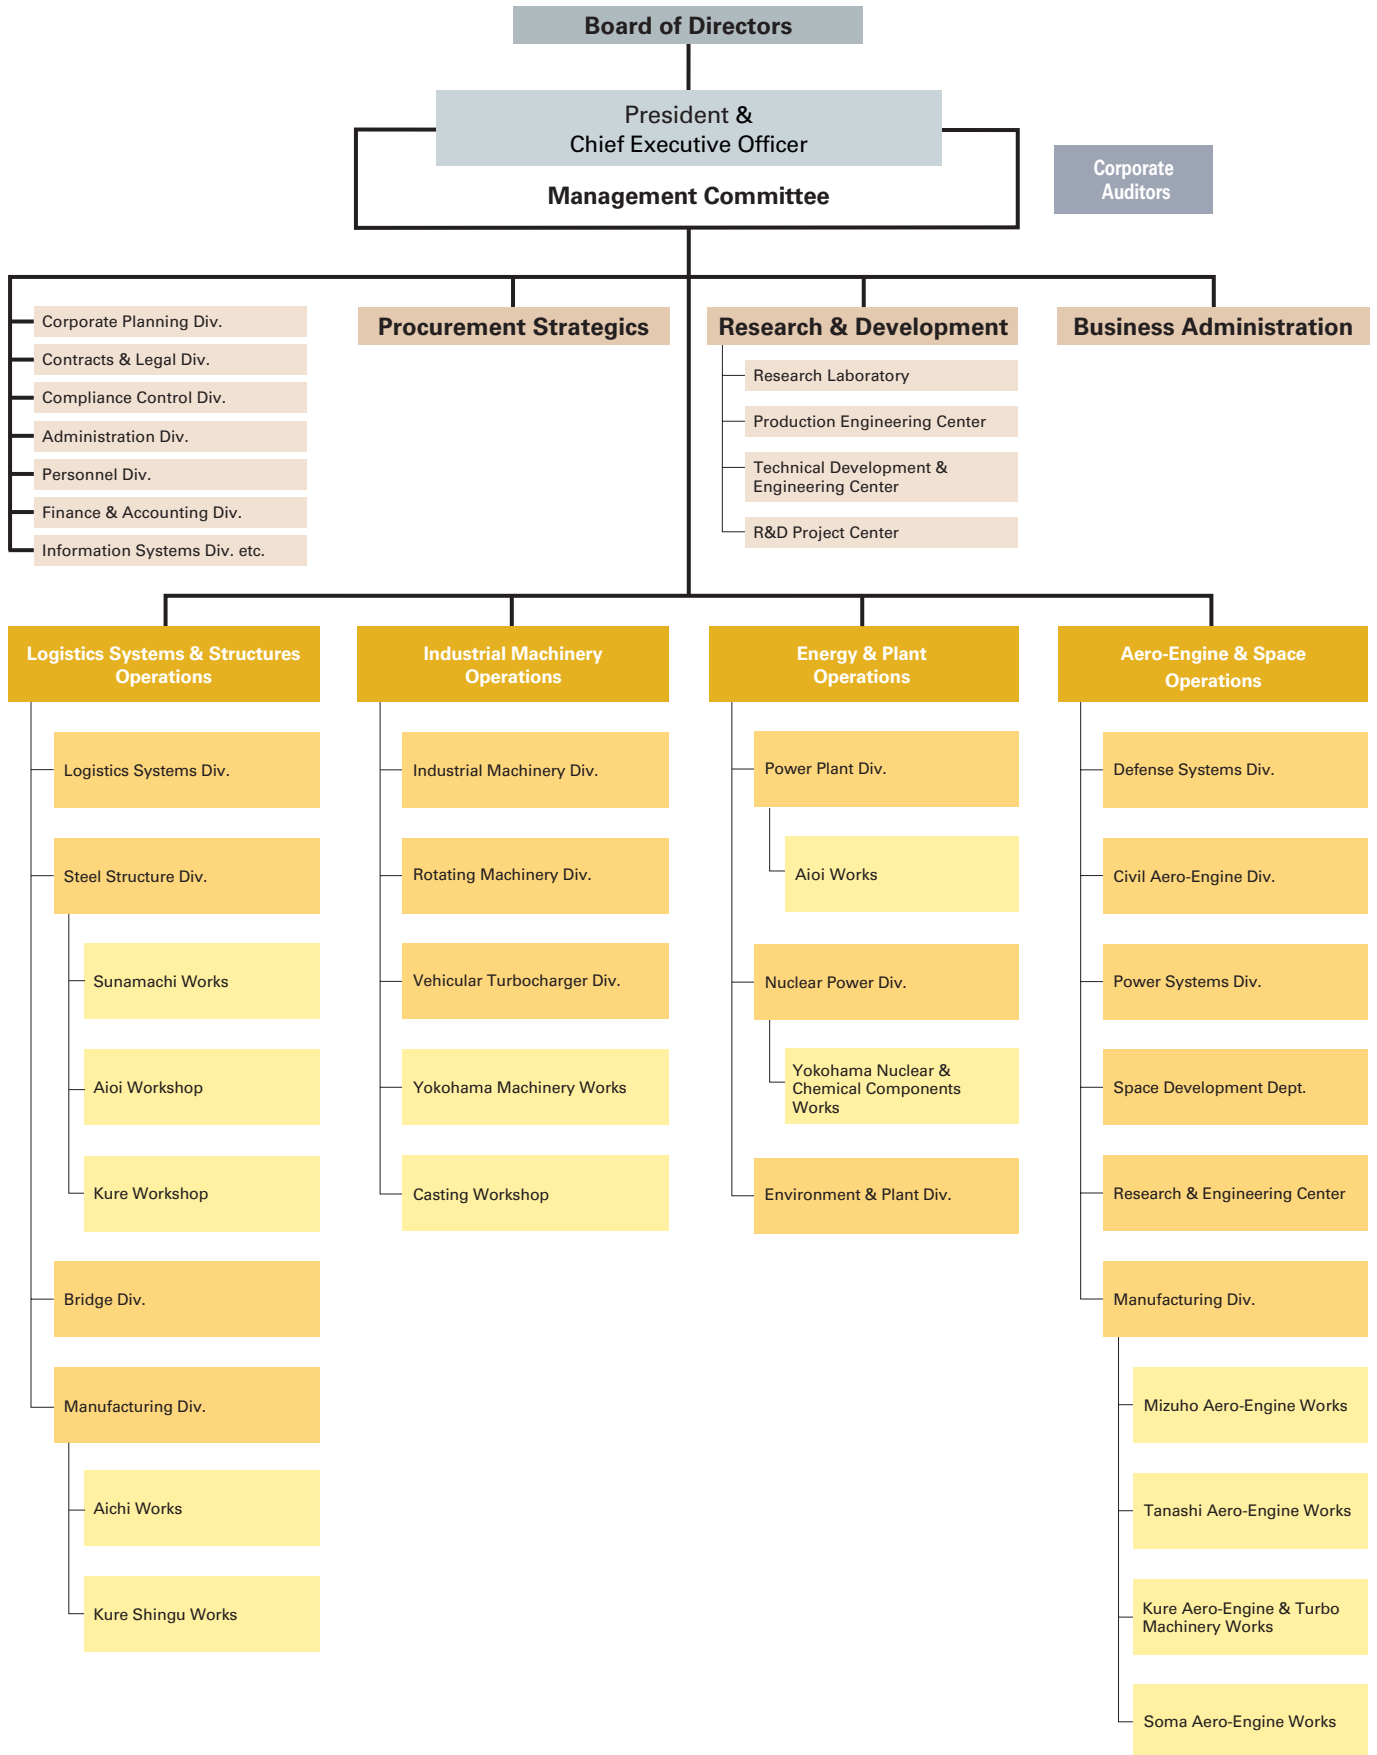 Board of Directors
President &
Chief Executive Officer
Management Committee
Corporate
Auditors
Corporate Planning Div.
Contracts & Legal Div.
Compliance Control Div.
Administration Div.
Personnel Div.
Finance & Accounting Div.
Information Systems Div. etc.
Procurement Strategics
Research & Development
Research Laboratory
Production Engineering Center
Technical Development &
Engineering Center
R&D Project Center
Business Administration
Logistics Systems & Structures
Operations
Logistics Systems Div.
Steel Structure Div.
Sunamachi Works
Aioi Workshop
Kure Workshop
Bridge Div.
Manufacturing Div.
Aichi Works
Kure Shingu Works
Industrial Machinery
Operations
Industrial Machinery Div.
Rotating Machinery Div.
Vehicular Turbocharger Div.
Yokohama Machinery Works
Casting Workshop
Energy & Plant
Operations
Power Plant Div.
Aioi Works
Nuclear Power Div.
Yokohama Nuclear &
Chemical Components
Works
Environment & Plant Div.
Aero-Engine & Space
Operations
Defense Systems Div.
Civil Aero-Engine Div.
Power Systems Div.
Space Development Dept.
Research & Engineering Center
Manufacturing Div.
Mizuho Aero-Engine Works
Tanashi Aero-Engine Works
Kure Aero-Engine & Turbo
Machinery Works
Soma Aero-Engine Works